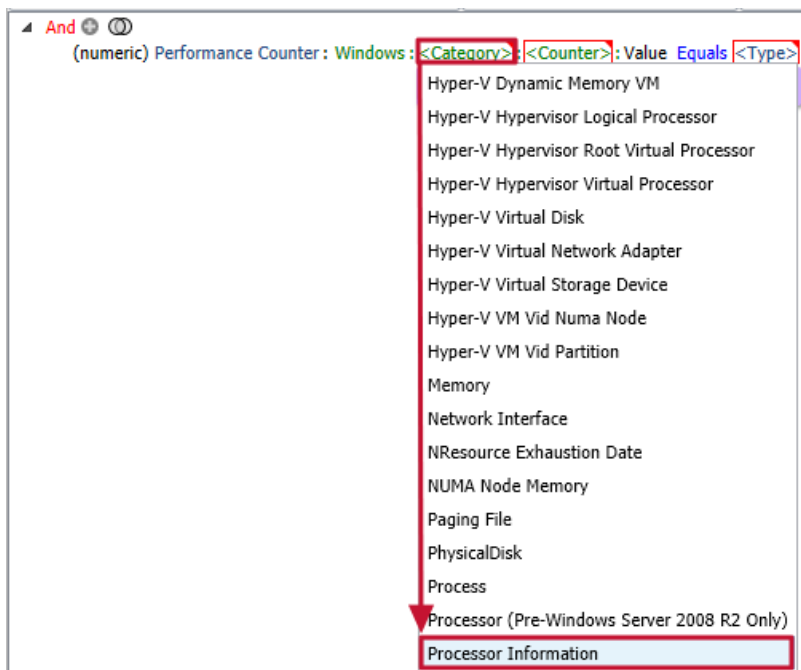 And
(numeric) Performance Counter : Windows : <Category> : <Counter> : Value Equals <Type>
Hyper-V Dynamic Memory VM
Hyper-V Hypervisor Logical Processor
Hyper-V Hypervisor Root Virtual Processor
Hyper-V Hypervisor Virtual Processor
Hyper-V Virtual Disk
Hyper-V Virtual Network Adapter
Hyper-V Virtual Storage Device
Hyper-V VM Vid Numa Node
Hyper-V VM Vid Partition
Memory
Network Interface
NResource Exhaustion Date
NUMA Node Memory
Paging File
PhysicalDisk
Process
Processor (Pre-Windows Server 2008 R2 Only)
Processor Information